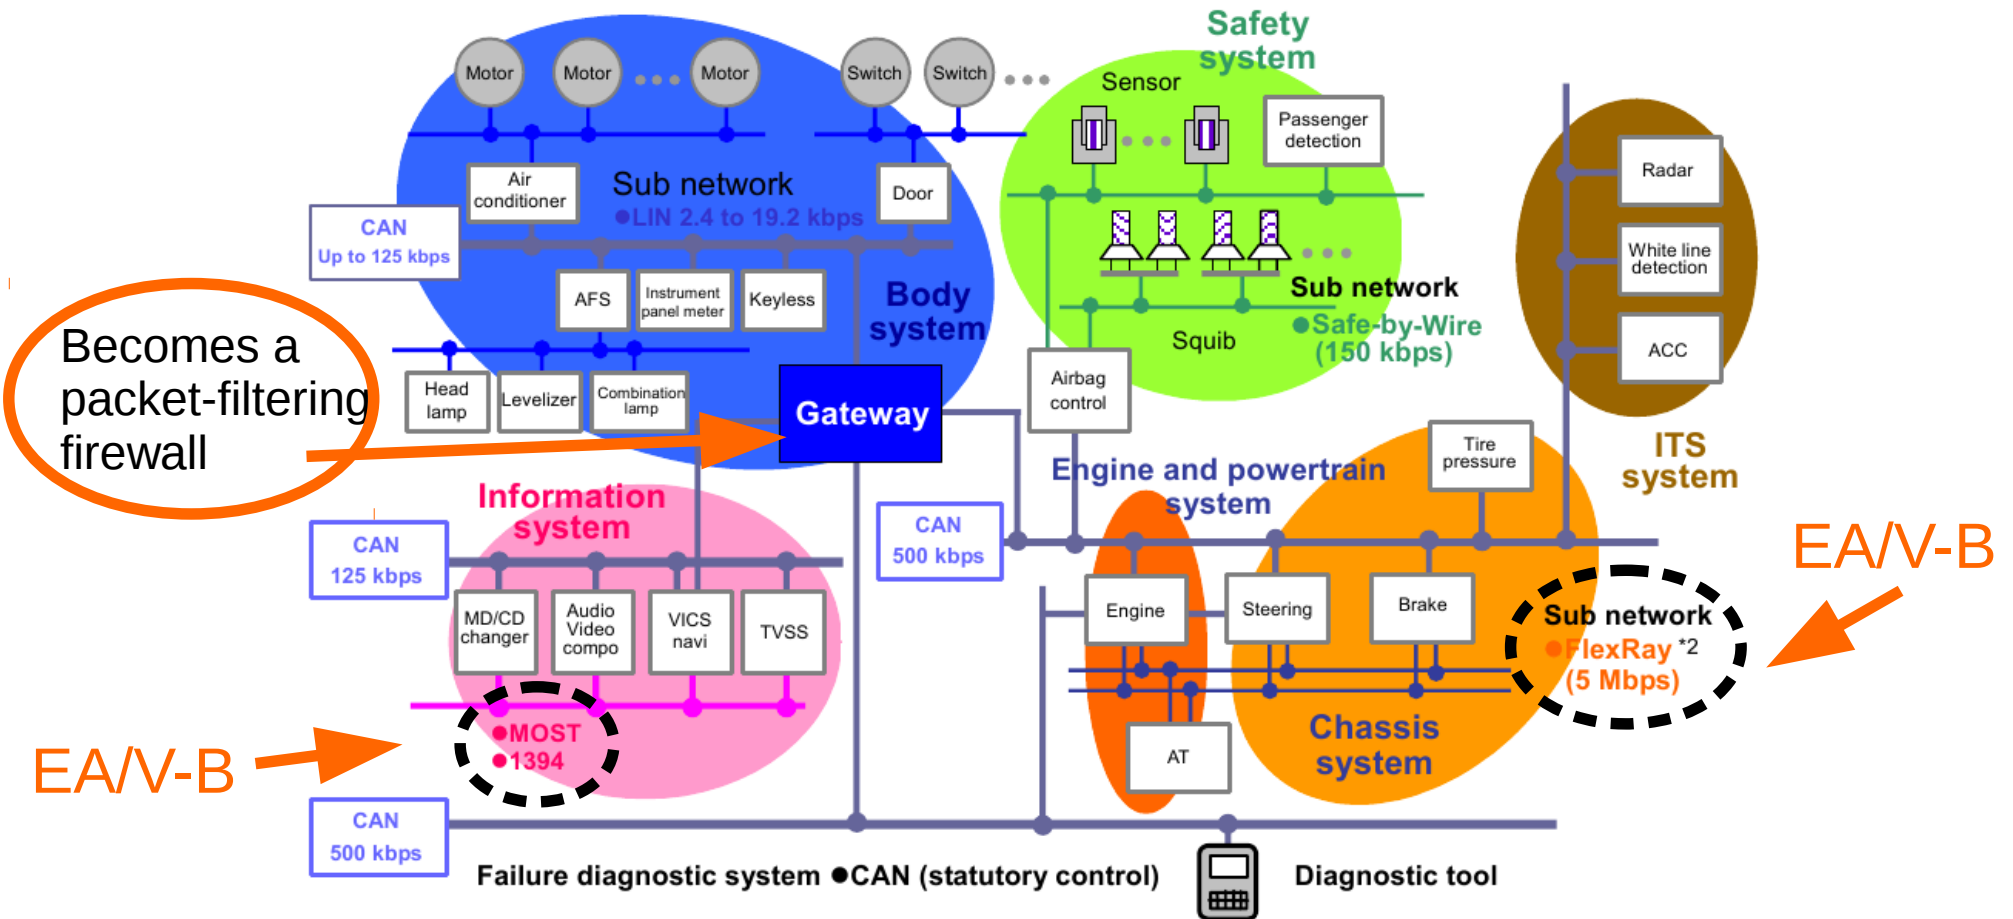 Safety
system
Motor
Motor
Motor
Switch
Switch
Sensor
Passenger
detection
Radar
Air
conditioner
Sub network
●LIN 2.4 to 19.2 kbps
Door
CAN
Up to 125 kbps
White line
detection
AFS
Instrument
panel meter
Keyless
Body
system
Sub network
●Safe-by-Wire
(150 kbps)
Squib
ACC
Becomes a
packet-filtering
firewall
Head
lamp
Levelizer
Combination
lamp
Gateway
Airbag
control
ITS
system
Tire
pressure
Engine and powertrain
system
Information
system
CAN
125 kbps
CAN
500 kbps
EA/V-B
MD/CD
changer
Audio
Video
compo
VICS
navi
TVSS
Engine
Steering
Brake
Sub network
●FlexRay *2
(5 Mbps)
●MOST
●1394
EA/V-B
AT
Chassis
system
CAN
500 kbps
Failure diagnostic system ●CAN (statutory control)
Diagnostic tool